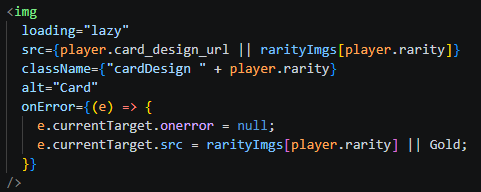 <img
loading="lazy"
src={player.card_design_url || rarityImgs[player.rarity]}
className={"cardDesign " + player.rarity}
alt="Card"
onError={(e) => {
e.currentTarget.onerror = null;
e.currentTarget.src = rarityImgs[player.rarity] || Gold;
}}
/>